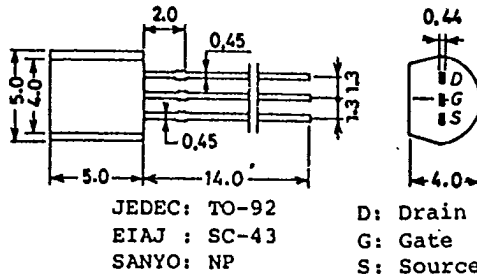 2.0
0.44
0.45
5.0
4.0
1.3
1.3
D
G
S
0.45
5.0
14.0
4.0
JEDEC: TO-92
EIAJ : SC-43
SANYO: NP
D: Drain
G: Gate
S: Source